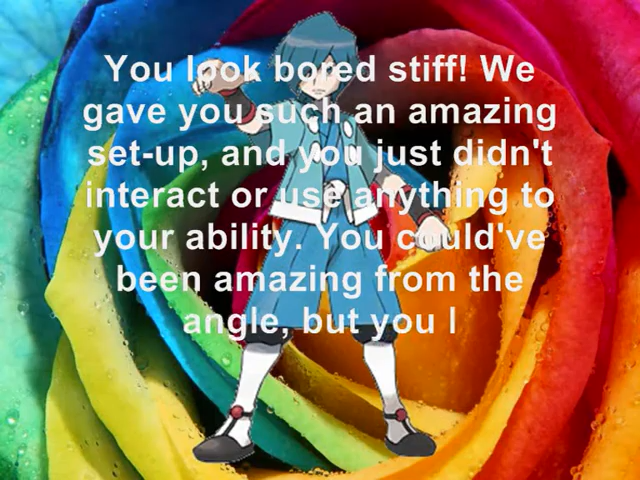 You look bored stiff! We
gave you such an amazing
set-up, and you just didn't
interact or use anything to
your ability. You could've
been amazing from the
angle, but you l